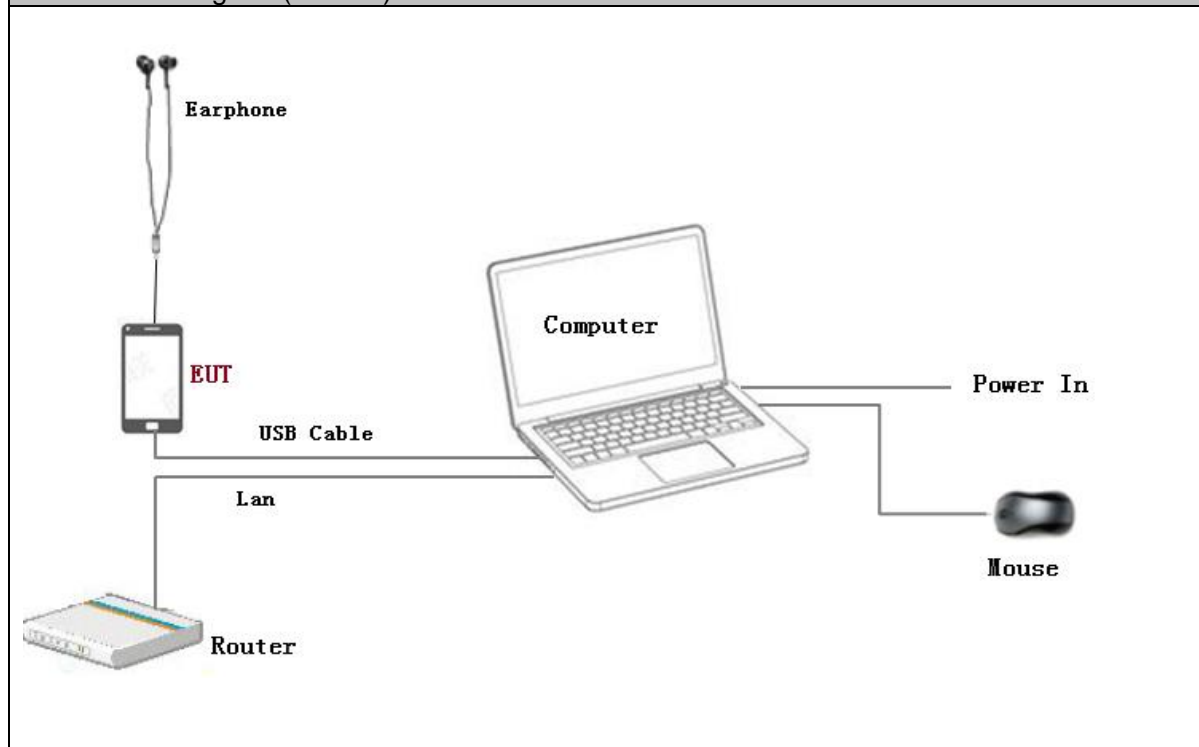 Earphone
Computer
EUT
Power In
USB Cable
Lan
Mouse
Router